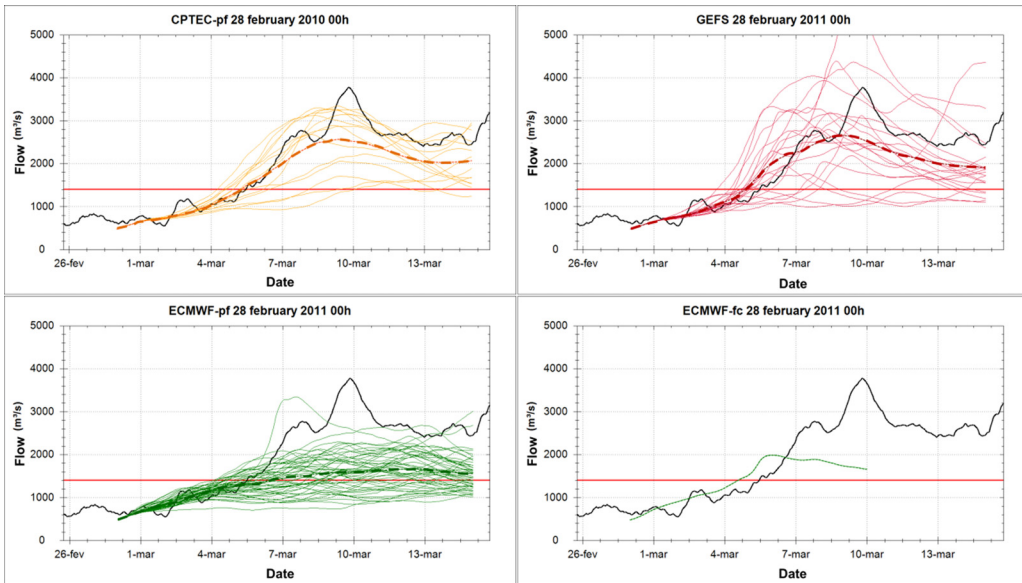 CPTEC-pf 28 february 2010 00h
5000
4000
3000
2000
1000
0
Flow (m³/s)
26-fev 1-mar 4-mar 7-mar 10-mar 13-mar
Date
GEFS 28 february 2011 00h
5000
4000
3000
2000
1000
0
Flow (m³/s)
26-fev 1-mar 4-mar 7-mar 10-mar 13-mar
Date
ECMWF-pf 28 february 2011 00h
5000
4000
3000
2000
1000
0
Flow (m³/s)
26-fev 1-mar 4-mar 7-mar 10-mar 13-mar
Date
ECMWF-fc 28 february 2011 00h
5000
4000
3000
2000
1000
0
Flow (m³/s)
26-fev 1-mar 4-mar 7-mar 10-mar 13-mar
Date